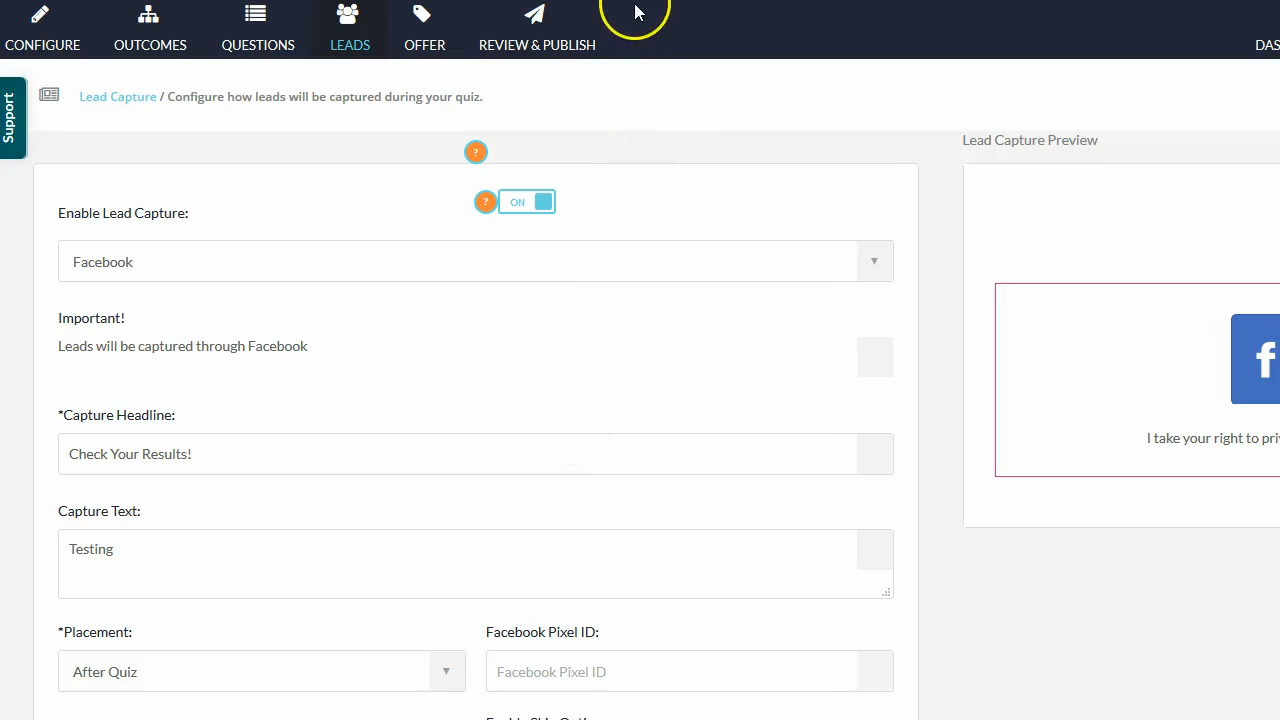 CONFIGURE
OUTCOMES
QUESTIONS
LEADS
OFFER
REVIEW & PUBLISH
Support
Lead Capture / Configure how leads will be captured during your quiz.
?
Lead Capture Preview
Enable Lead Capture:
?
ON
Facebook
Important!
Leads will be captured through Facebook
*Capture Headline:
Check Your Results!
I take your right to
Capture Text:
Testing
*Placement:
Facebook Pixel ID:
After Quiz
Facebook Pixel ID